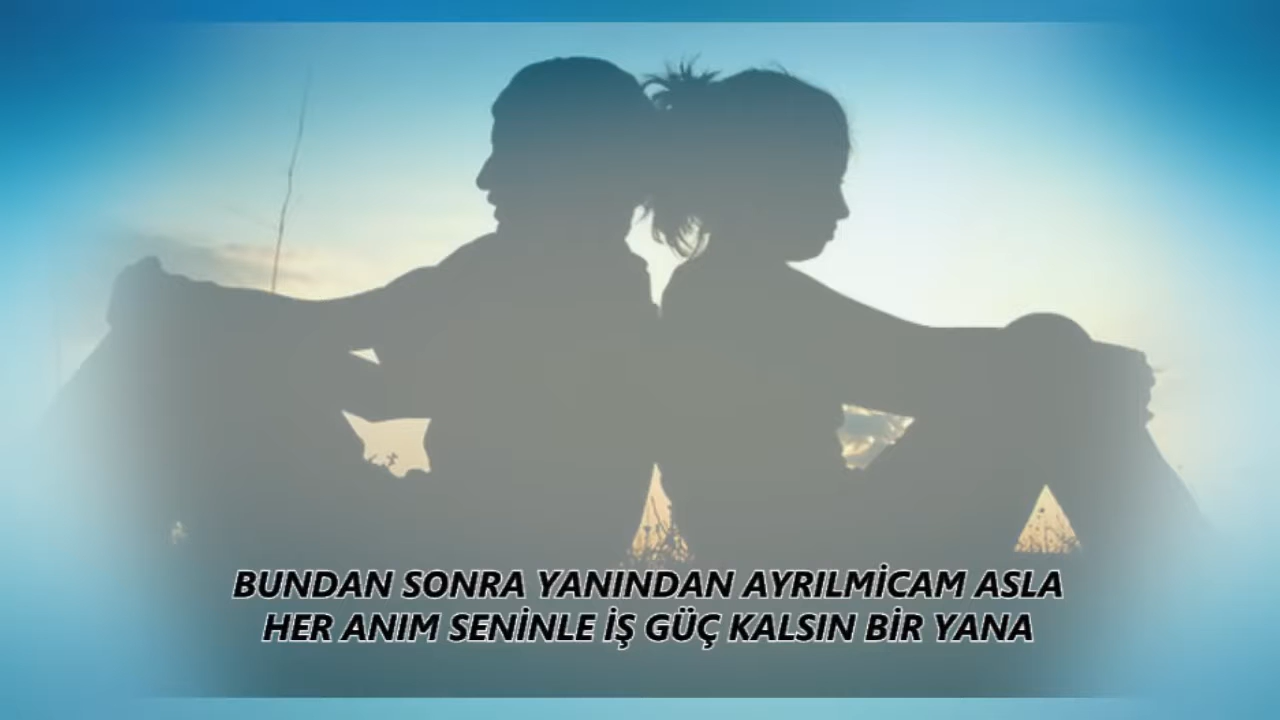 BUNDAN SONRA YANINDAN AYRILMİCAM ASLA
HER ANIM SENİNLE İŞ GÜÇ KALSIN BİR YANA